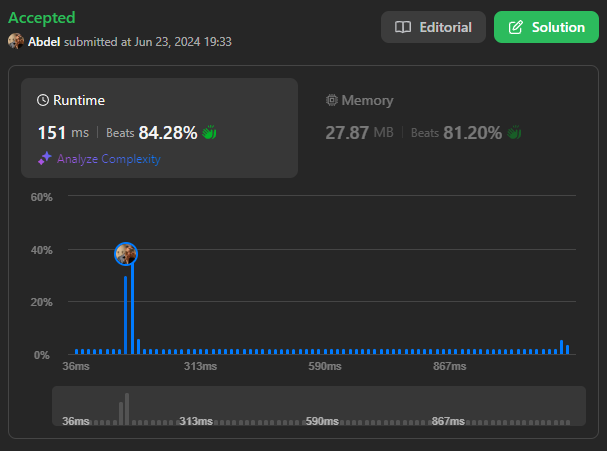 Accepted
Abdel submitted at Jun 23, 2024 19:33
Editorial
Solution
Runtime
151 ms | Beats 84.28%
Analyze Complexity
Memory
27.87 MB | Beats 81.20%
60%
40%
20%
0%
36ms 313ms 590ms 867ms
36ms 313ms 590ms 867ms